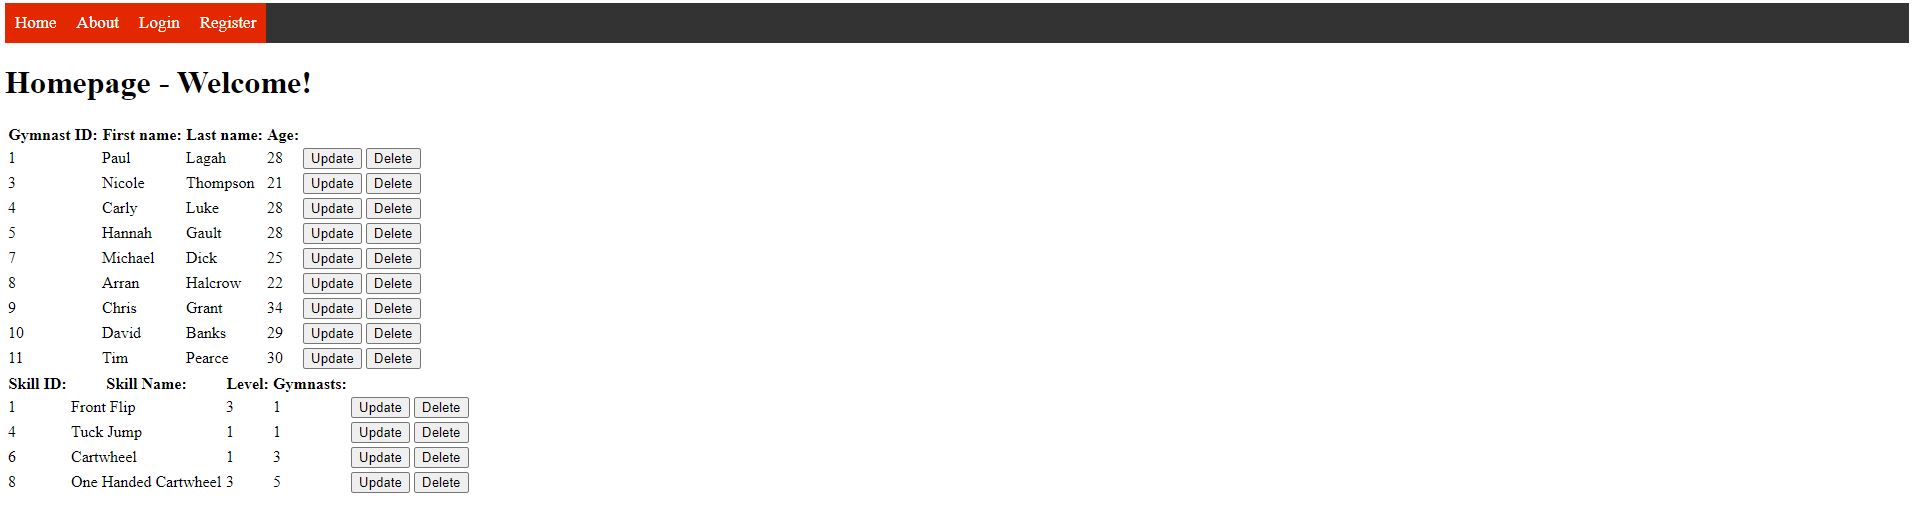 Home About Login Register
Homepage - Welcome!
Gymnast ID: First name: Last name: Age:
1 Paul Lagah 28 Update Delete
3 Nicole Thompson 21 Update Delete
4 Carly Luke 28 Update Delete
5 Hannah Gault 28 Update Delete
7 Michael Dick 25 Update Delete
8 Arran Halcrow 22 Update Delete
9 Chris Grant 34 Update Delete
10 David Banks 29 Update Delete
11 Tim Pearce 30 Update Delete
Skill ID: Skill Name: Level: Gymnasts:
1 Front Flip 3 1 Update Delete
4 Tuck Jump 1 1 Update Delete
6 Cartwheel 1 3 Update Delete
8 One Handed Cartwheel 3 5 Update Delete